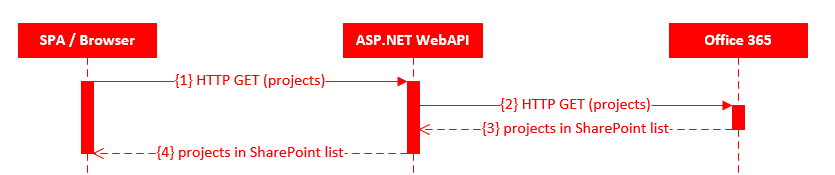 SPA / Browser
ASP.NET WebAPI
Office 365
{1} HTTP GET (projects)
{2} HTTP GET (projects)
{3} projects in SharePoint list
{4} projects in SharePoint list